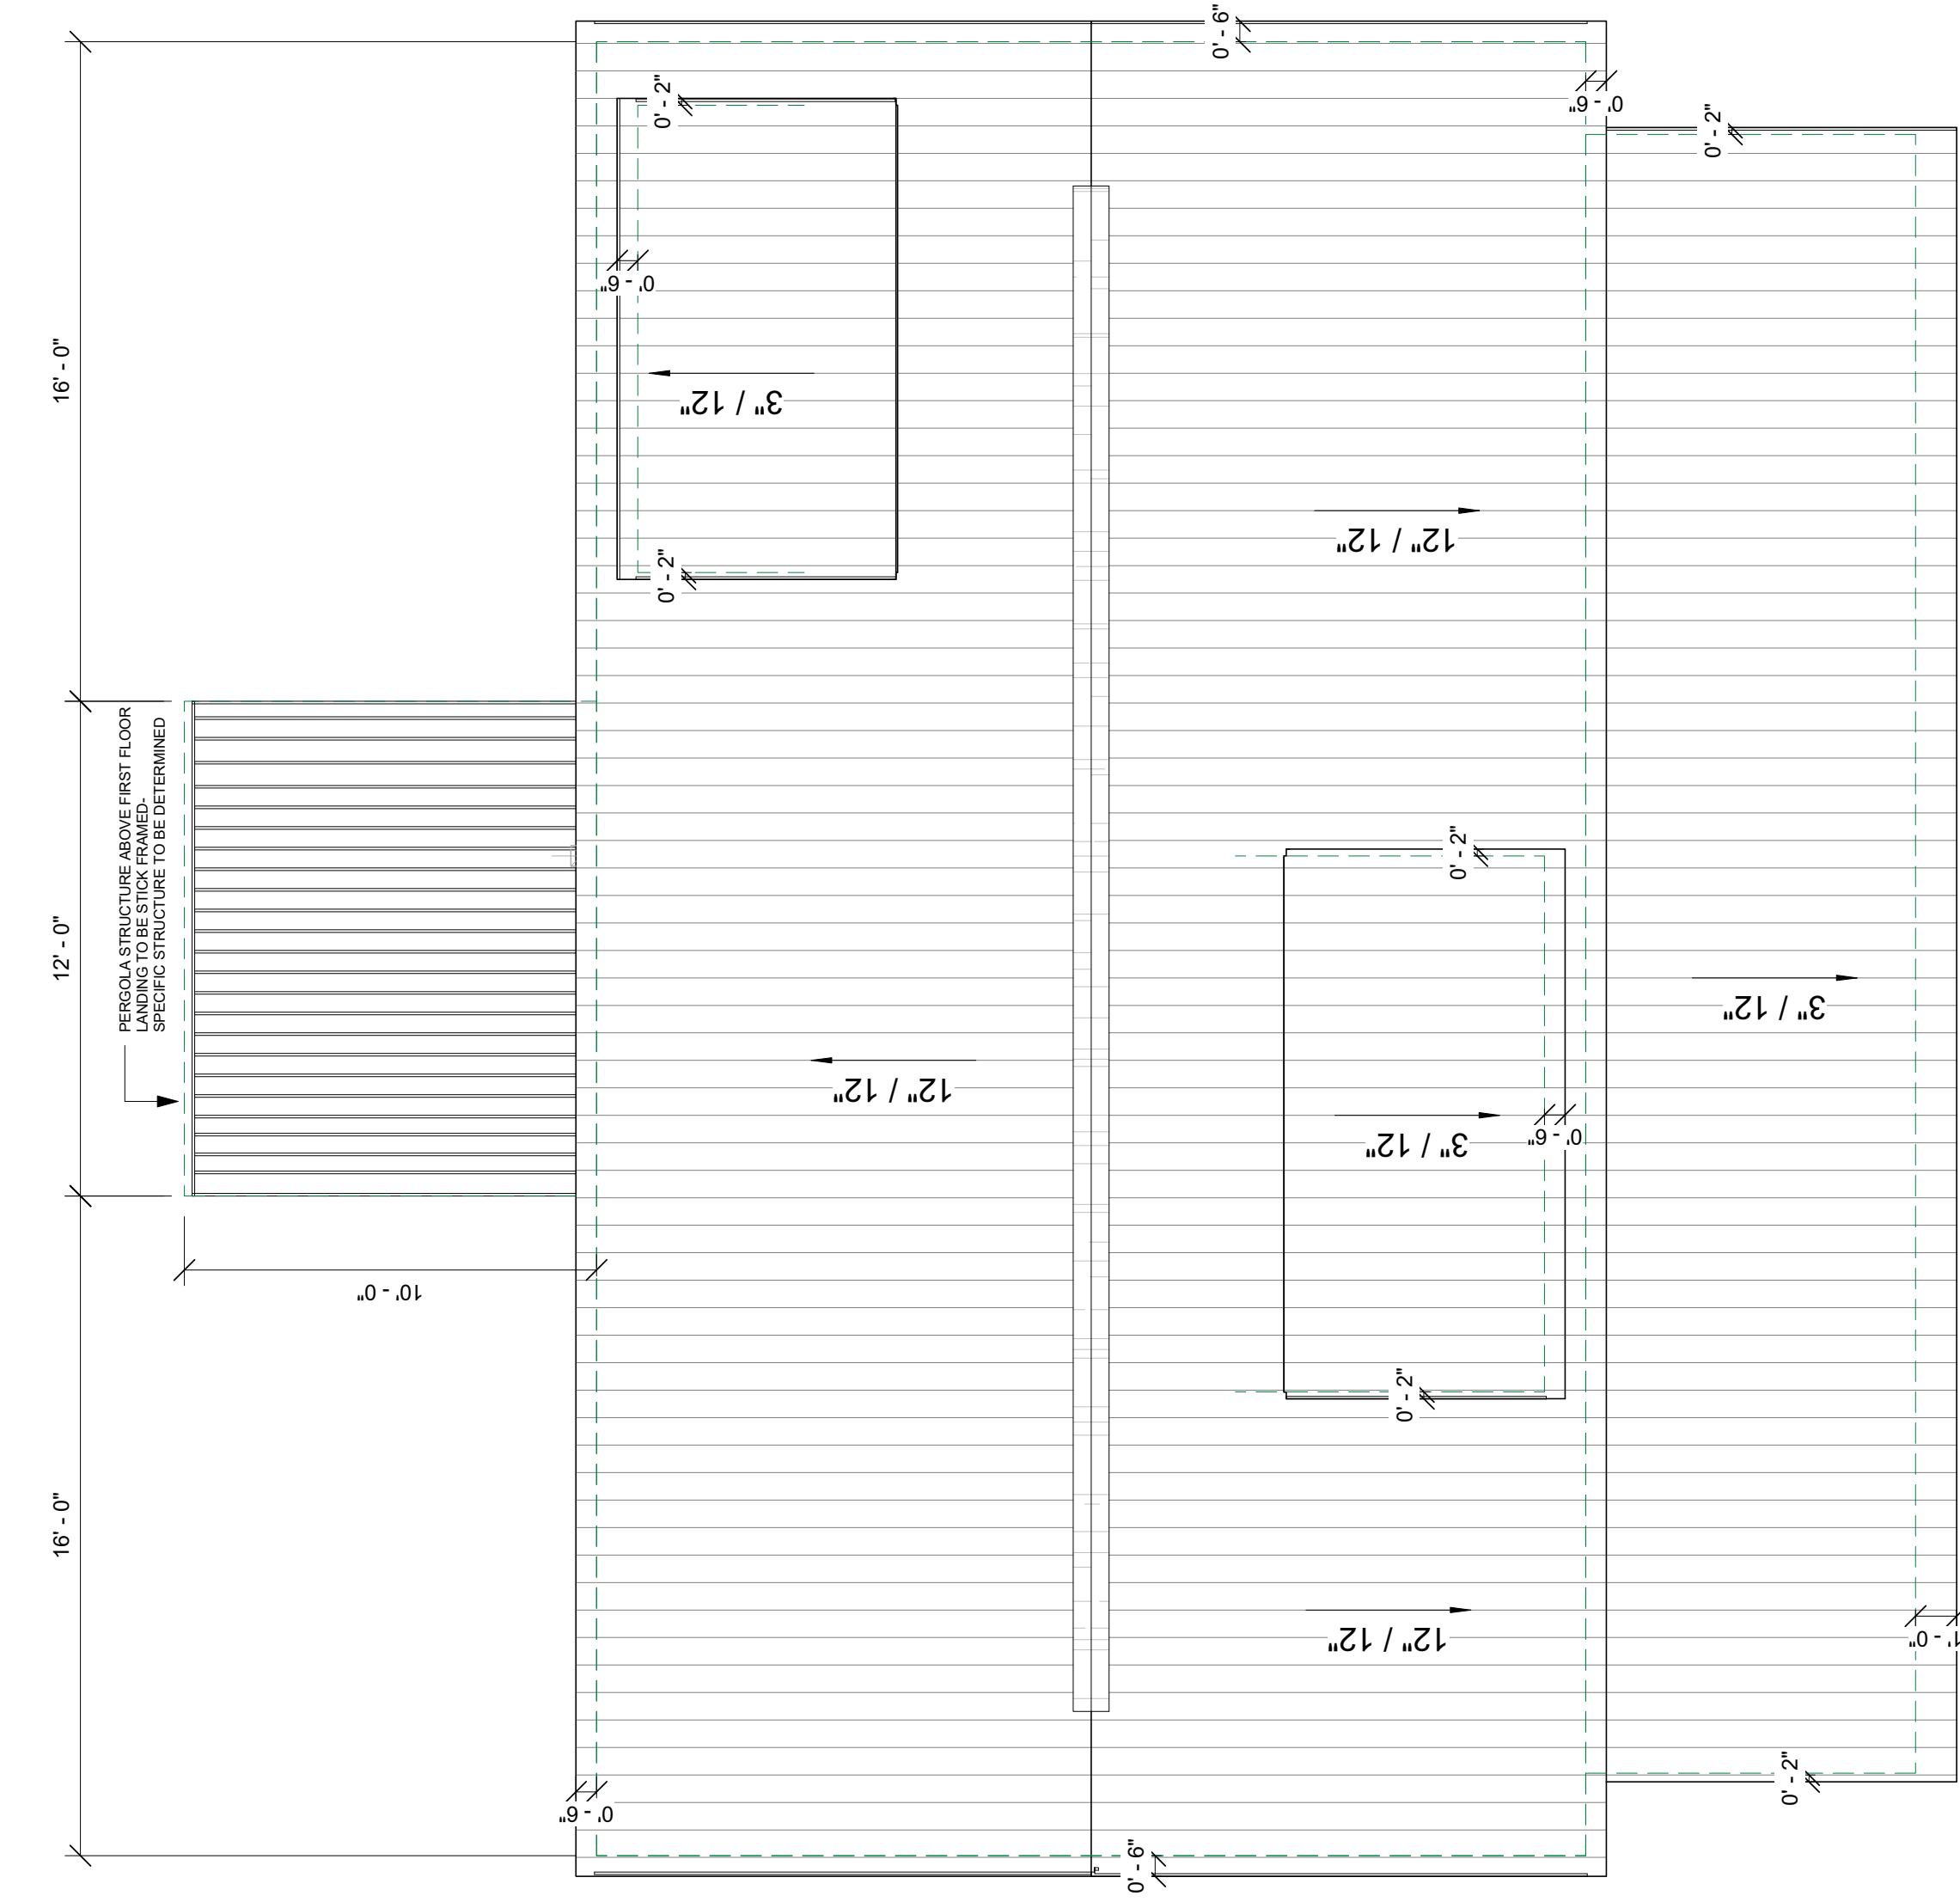 16' - 0"
12' - 0"
16' - 0"
PERGOLA STRUCTURE ABOVE FIRST FLOOR
LANDING TO BE STICK FRAMED-
SPECIFIC STRUCTURE TO BE DETERMINED
10' - 0"
0' - 6"
0' - 6"
0' - 2"
0' - 2"
0' - 6"
3" / 12"
0' - 2"
12" / 12"
0' - 2"
12" / 12"
3" / 12"
3" / 12"
0' - 6"
0' - 2"
12" / 12"
1' - 0"
0' - 2"
0' - 6"
0' - 6"